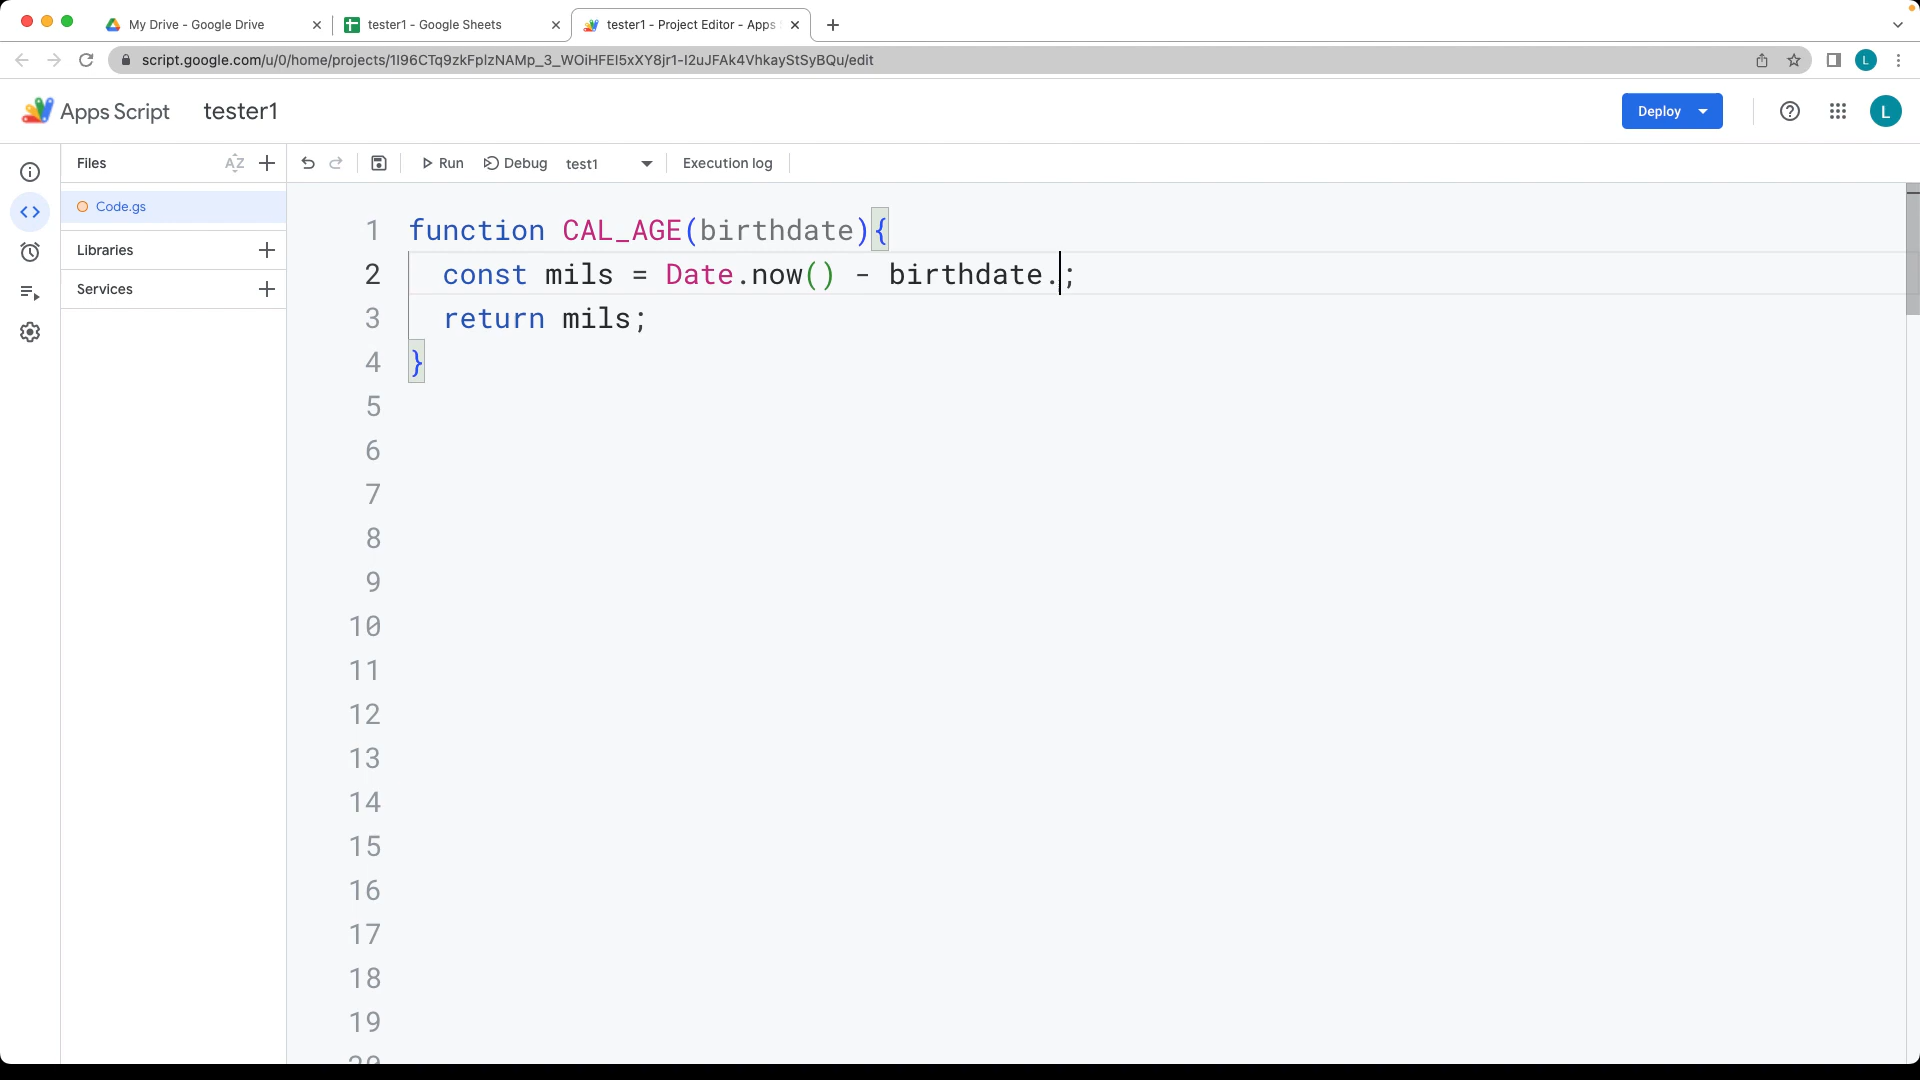 My Drive - Google Drive
tester1 - Google Sheets
tester1 - Project Editor - Apps
script.google.com/u/0/home/projects/1I96CTq9zkFplzNAMp_3_WOiHFEI5xXY8jr1-I2uJFAk4VhkayStSyBQu/edit
L
Apps Script
tester1
Deploy
L
Files
AZ
Run
Debug
test1
Execution log
Code.gs
Libraries
Services
1 function CAL_AGE(birthdate){
2 const mils = Date.now() - birthdate.;
3 return mils;
4 }
5
6
7
8
9
10
11
12
13
14
15
16
17
18
19
20